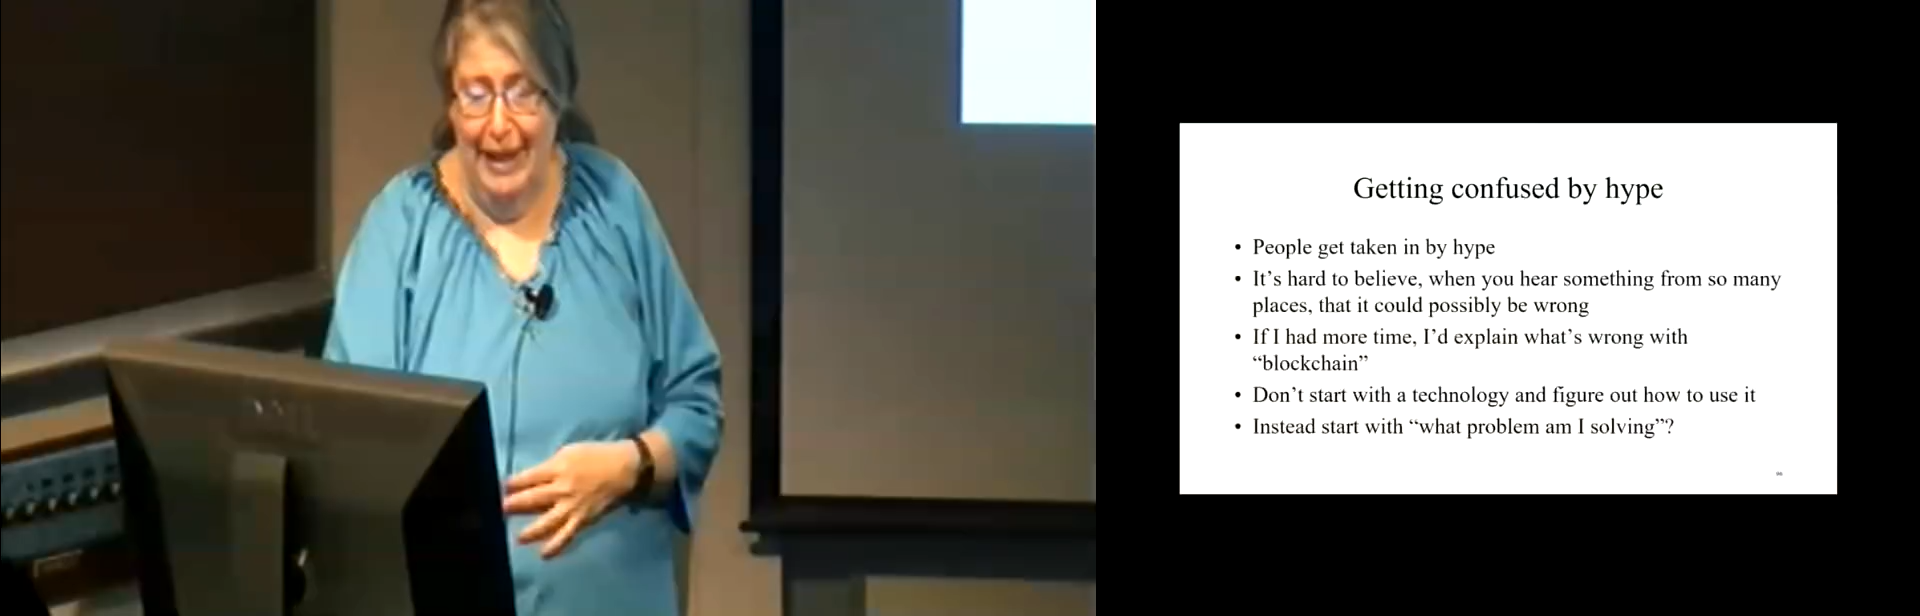 Getting confused by hype
• People get taken in by hype
• It's hard to believe, when you hear something from so many
places, that it could possibly be wrong
• If I had more time, I'd explain what's wrong with
“blockchain”
• Don't start with a technology and figure out how to use it
• Instead start with “what problem am I solving”?